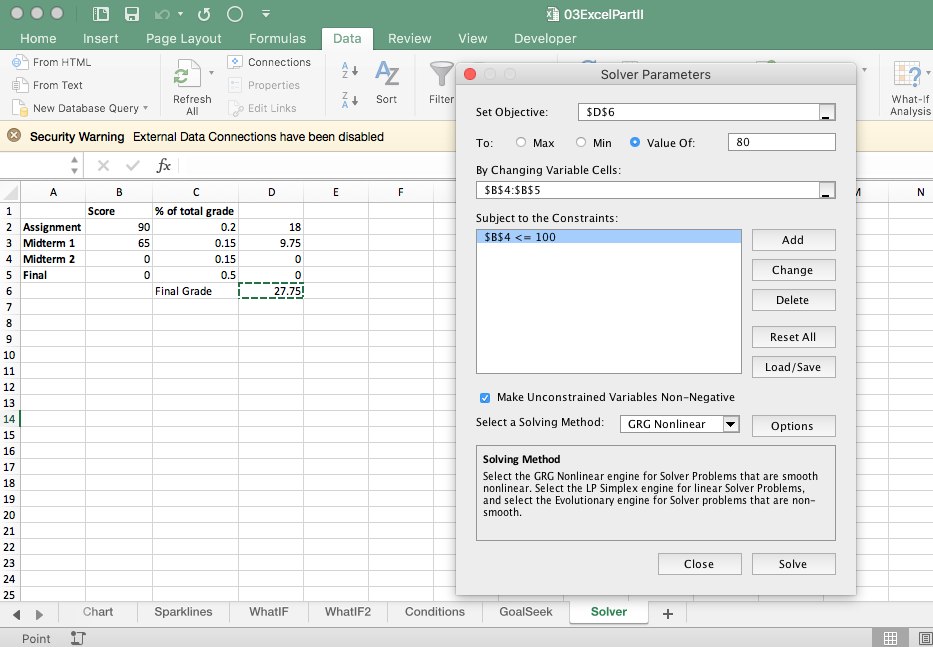 03ExcelPartII
Home Insert Page Layout Formulas Data Review View Developer
From HTML
From Text
New Database Query
Refresh All
Connections
Properties
Edit Links
A Z
Z A
A Z
Sort
Filter
What-If Analysis
Security Warning External Data Connections have been disabled
fx
A B C D E F M N
1 Score % of total grade
2 Assignment 90 0.2 18
3 Midterm 1 65 0.15 9.75
4 Midterm 2 0 0.15 0
5 Final 0 0.5 0
6 Final Grade 27.75
7
8
9
10
11
12
13
14
15
16
17
18
19
20
21
22
23
24
25
Solver Parameters
Set Objective: $D$6
To: Max Min Value Of: 80
By Changing Variable Cells:
$B$4:$B$5
Subject to the Constraints:
$B$4 <= 100
Add
Change
Delete
Reset All
Load/Save
Make Unconstrained Variables Non-Negative
Select a Solving Method: GRG Nonlinear Options
Solving Method
Select the GRG Nonlinear engine for Solver Problems that are smooth
nonlinear. Select the LP Simplex engine for linear Solver Problems,
and select the Evolutionary engine for Solver problems that are non-
smooth.
Close Solve
Chart Sparklines WhatIF WhatIF2 Conditions GoalSeek Solver +
Point